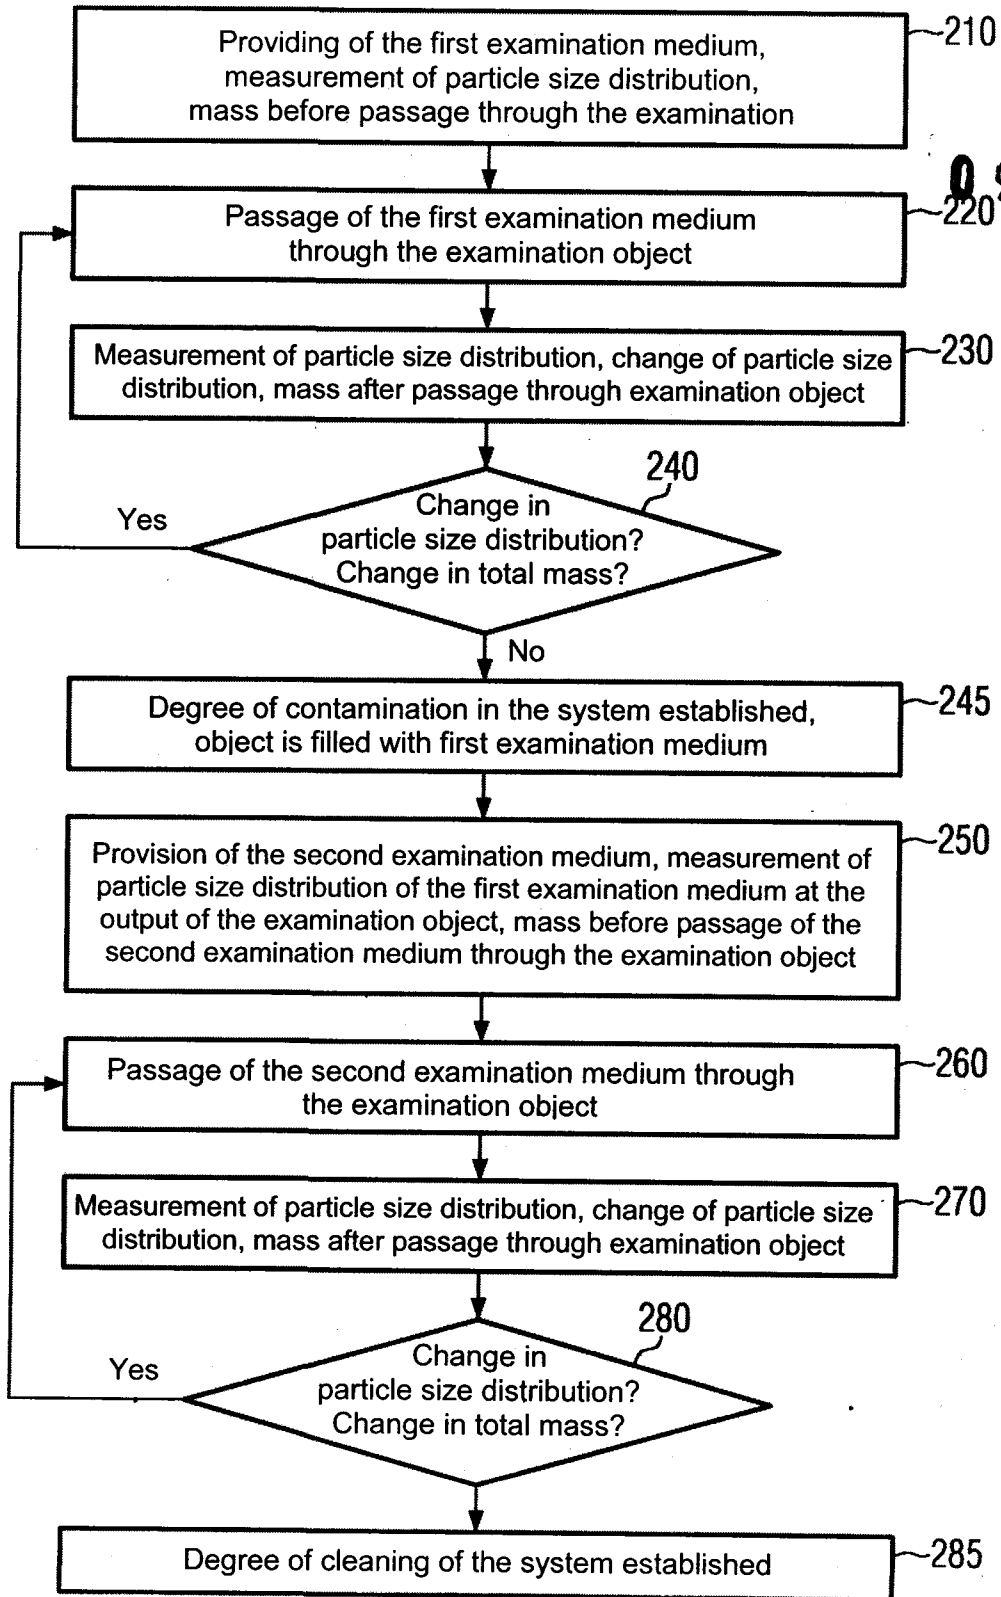 Providing of the first examination medium,
measurement of particle size distribution,
mass before passage through the examination
210
Passage of the first examination medium
through the examination object
220
Measurement of particle size distribution, change of particle size
distribution, mass after passage through examination object
230
240
Change in
particle size distribution?
Change in total mass?
Yes
No
Degree of contamination in the system established,
object is filled with first examination medium
245
Provision of the second examination medium, measurement of
particle size distribution of the first examination medium at the
output of the examination object, mass before passage of the
second examination medium through the examination object
250
Passage of the second examination medium through
the examination object
260
Measurement of particle size distribution, change of particle size
distribution, mass after passage through examination object
270
280
Change in
particle size distribution?
Change in total mass?
Yes
Degree of cleaning of the system established
285